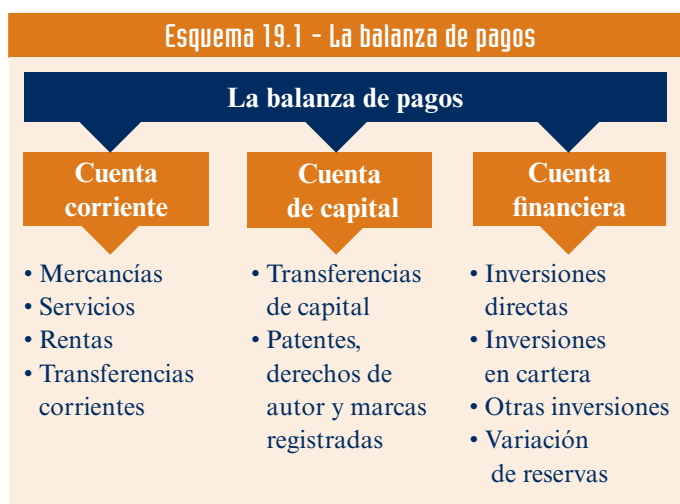 Esquema 19.1 - La balanza de pagos
La balanza de pagos
Cuenta
corriente
• Mercancías
• Servicios
• Rentas
• Transferencias
corrientes
Cuenta
de capital
• Transferencias
de capital
• Patentes,
derechos de
autor y marcas
registradas
Cuenta
financiera
• Inversiones
directas
• Inversiones
en cartera
• Otras inversiones
• Variación
de reservas